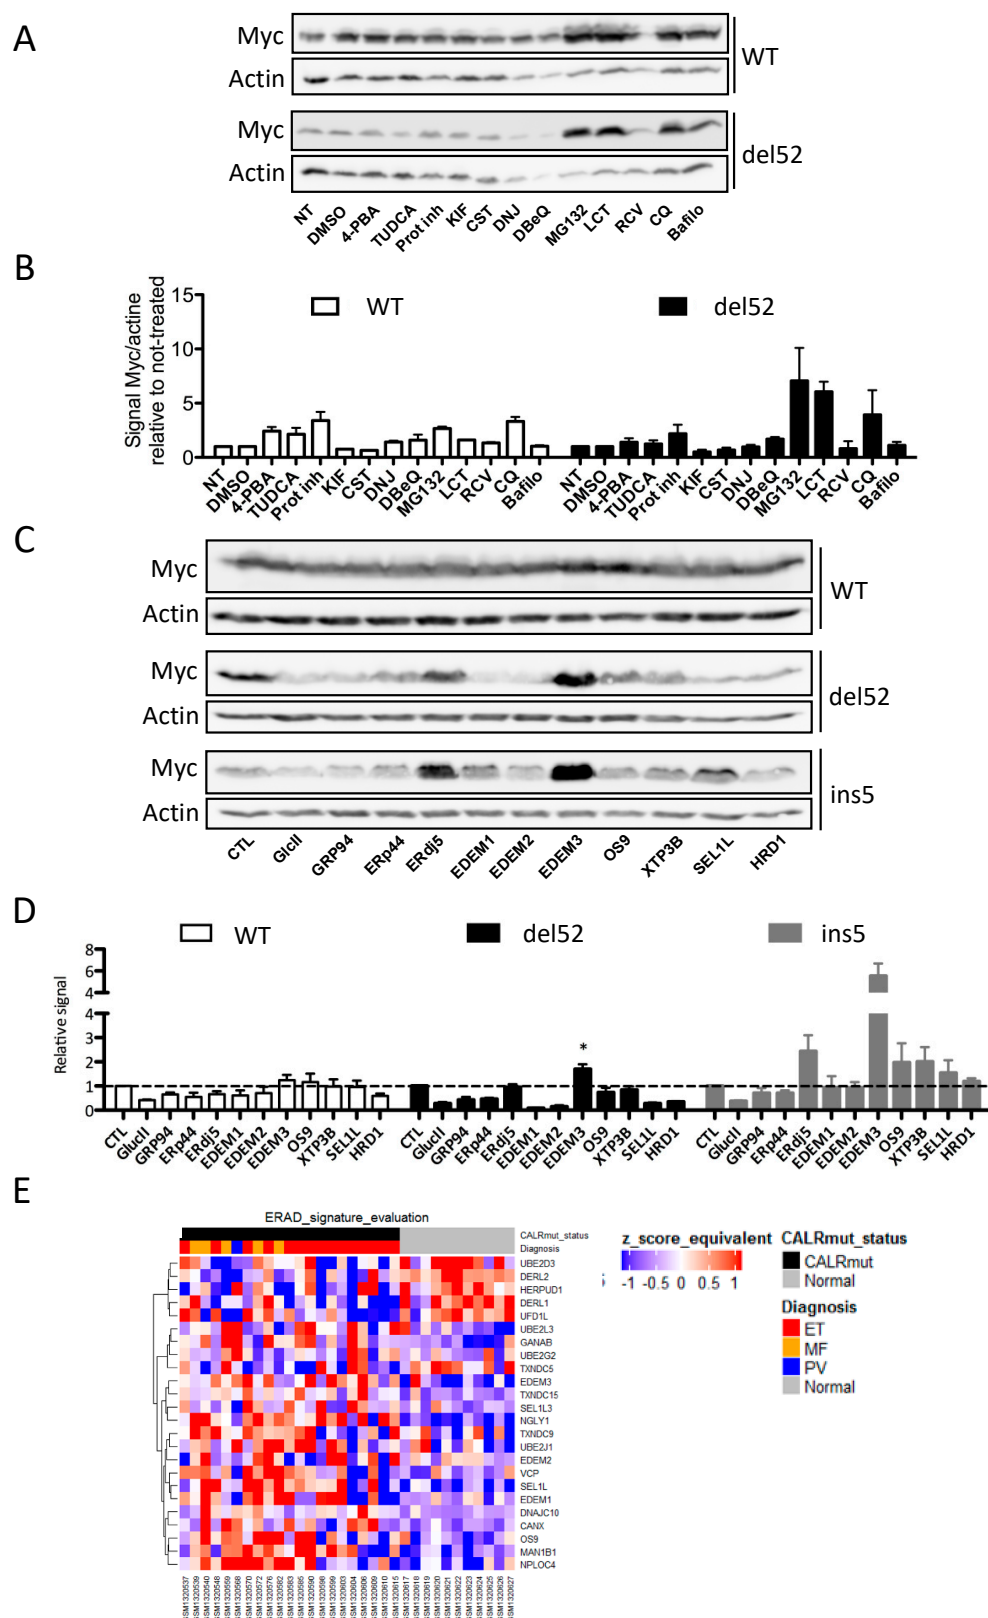 A
Myc
Actin
WT
Myc
Actin
del52
NT DMSO 4-PBA TUDCA Prot inh KIF CST DNJ DBeQ MG132 LCT RCV CQ Bafilo
B
Signal Myc/actine
relative to not-treated
15
10
5
0
WT
del52
NT DMSO 4-PBA TUDCA Prot inh KIF CST DNJ DBeQ MG132 LCT RCV CQ Bafilo NT DMSO 4-PBA TUDCA Prot inh KIF CST DNJ DBeQ MG132 LCT RCV CQ Bafilo
C
Myc
Actin
WT
Myc
Actin
del52
Myc
Actin
ins5
CTL GlcII GRP94 ERp44 ERdj5 EDEM1 EDEM2 EDEM3 OS9 XTP3B SEL1L HRD1
D
WT
del52
ins5
Relative signal
8
6
4
4
3
2
1
0
*
CTL GlucII GRP94 ERp44 ERdj5 EDEM1 EDEM2 EDEM3 OS9 XTP3B SEL1L HRD1 CTL GlucII GRP94 ERp44 ERdj5 EDEM1 EDEM2 EDEM3 OS9 XTP3B SEL1L HRD1 CTL GlucII GRP94 ERp44 ERdj5 EDEM1 EDEM2 EDEM3 OS9 XTP3B SEL1L HRD1
E
ERAD_signature_evaluation
CALRmut_status
Diagnosis
UBE2D3
DERL2
HERPUD1
DERL1
UFD1L
UBE2L3
GANAB
UBE2G2
TXNDC5
EDEM3
TXNDC15
SEL1L3
NGLY1
TXNDC9
UBE2J1
EDEM2
VCP
SEL1L
EDEM1
DNAJC10
CANX
OS9
MAN1B1
NPLOC4
z_score_equivalent
-1 -0.5 0 0.5 1
CALRmut_status
CALRmut
Normal
Diagnosis
ET
MF
PV
Normal